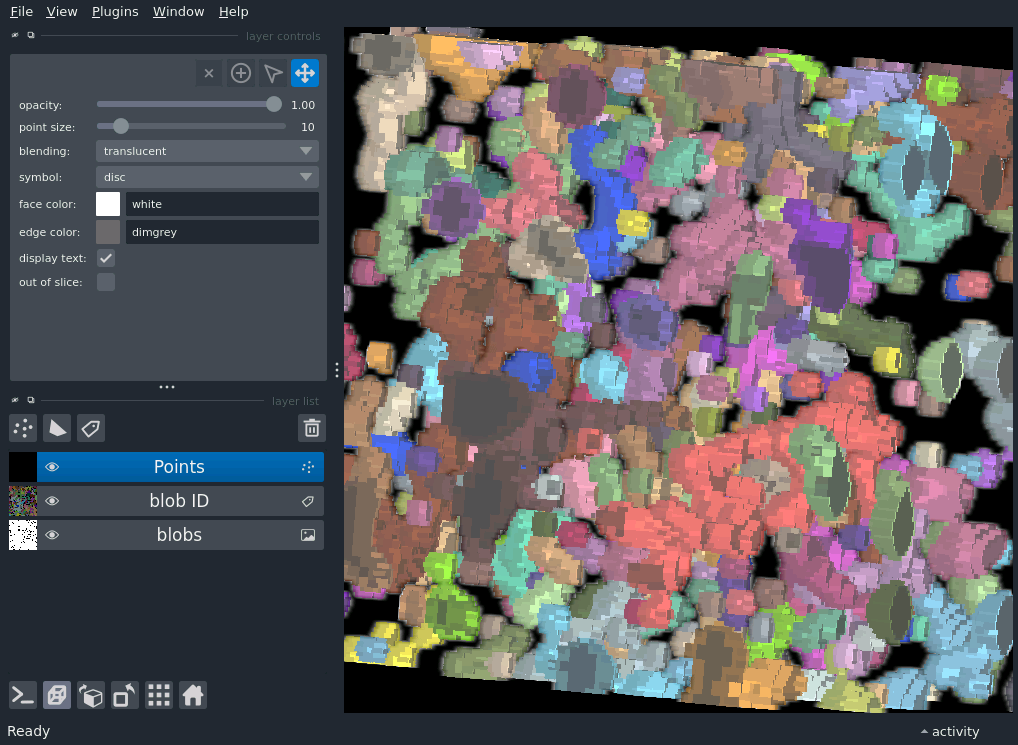 File View Plugins Window Help
layer controls
opacity: 1.00
point size: 10
blending: translucent
symbol: disc
face color: white
edge color: dimgrey
display text:
out of slice:
layer list
Points
blob ID
blobs
Ready
activity